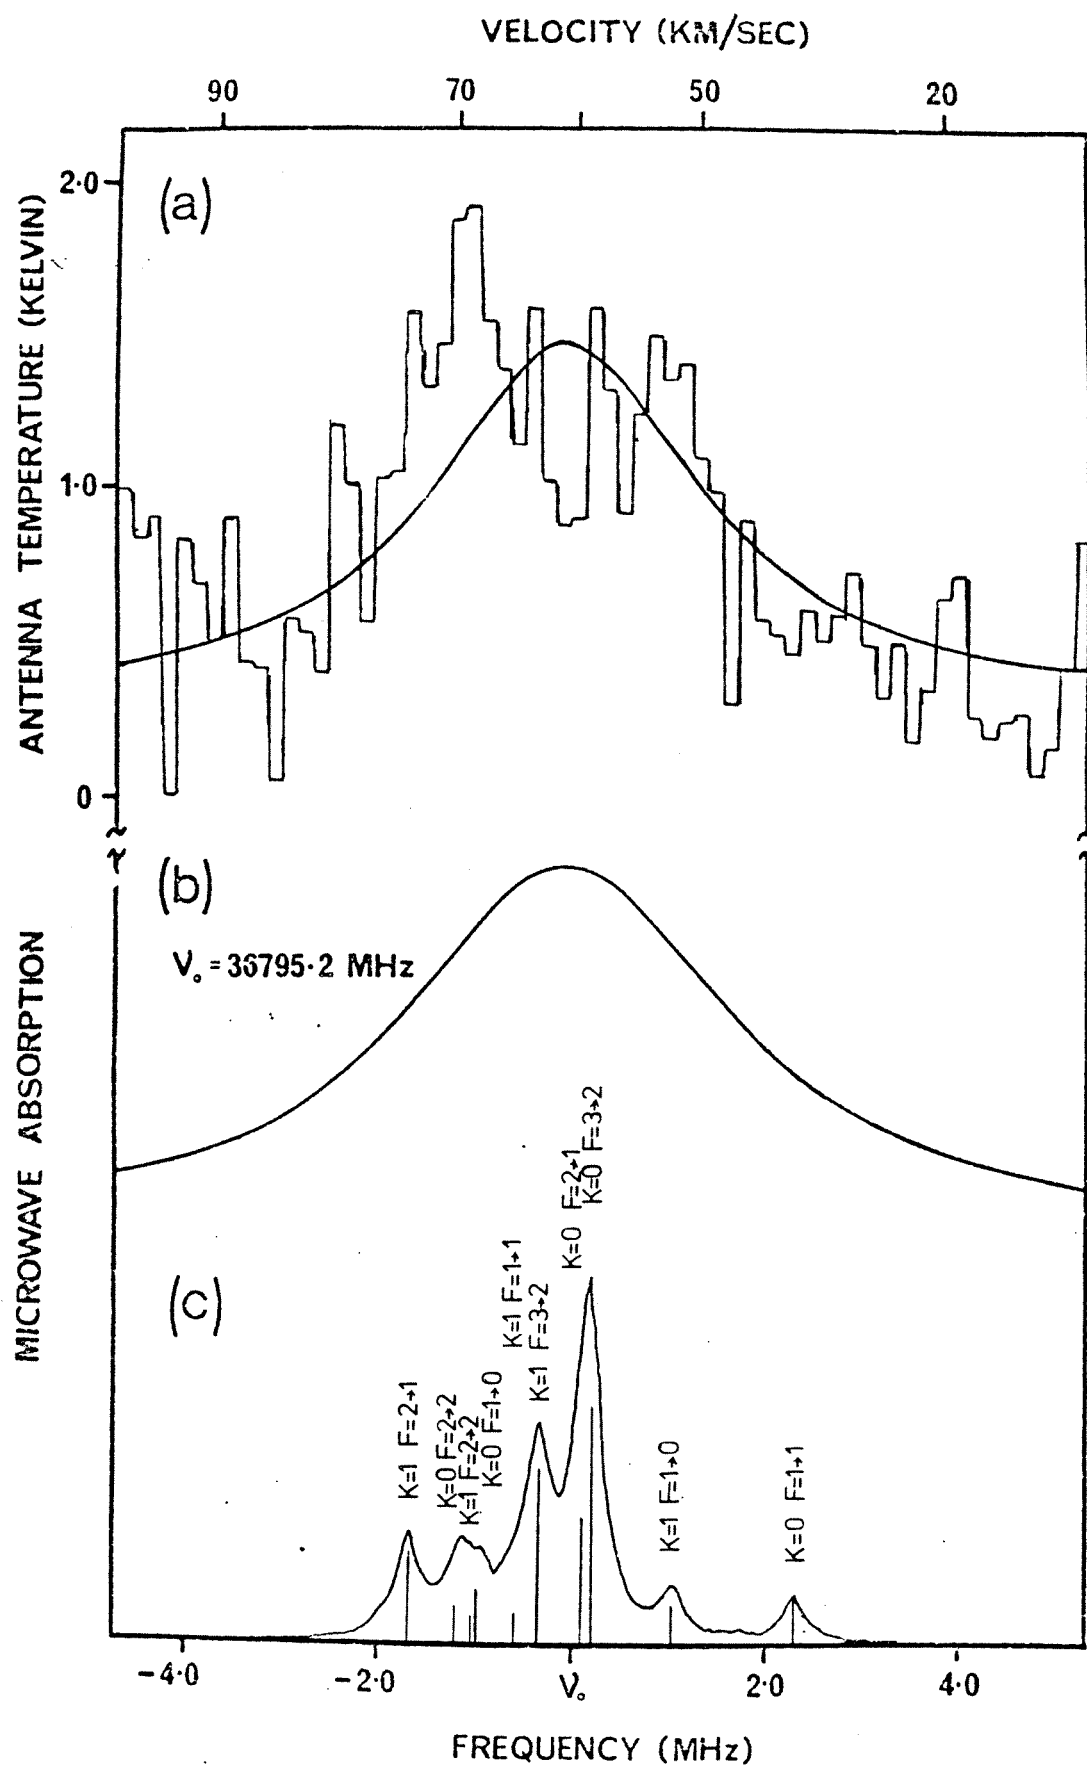 VELOCITY (KM/SEC)
90 70 50 20
2·0
(a)
ANTENNA TEMPERATURE (KELVIN)
1·0
0
(b)
ν₀ = 36795·2 MHz
MICROWAVE ABSORPTION
(c)
K=1 F=2→1
K=0 F=2→2
K=1 F=2→2
K=0 F=1→0
K=1 F=1→1
K=1 F=3→2
K=0 F=2→1
K=0 F=3→2
K=1 F=1→0
K=0 F=1→1
-4·0 -2·0 ν₀ 2·0 4·0
FREQUENCY (MHz)